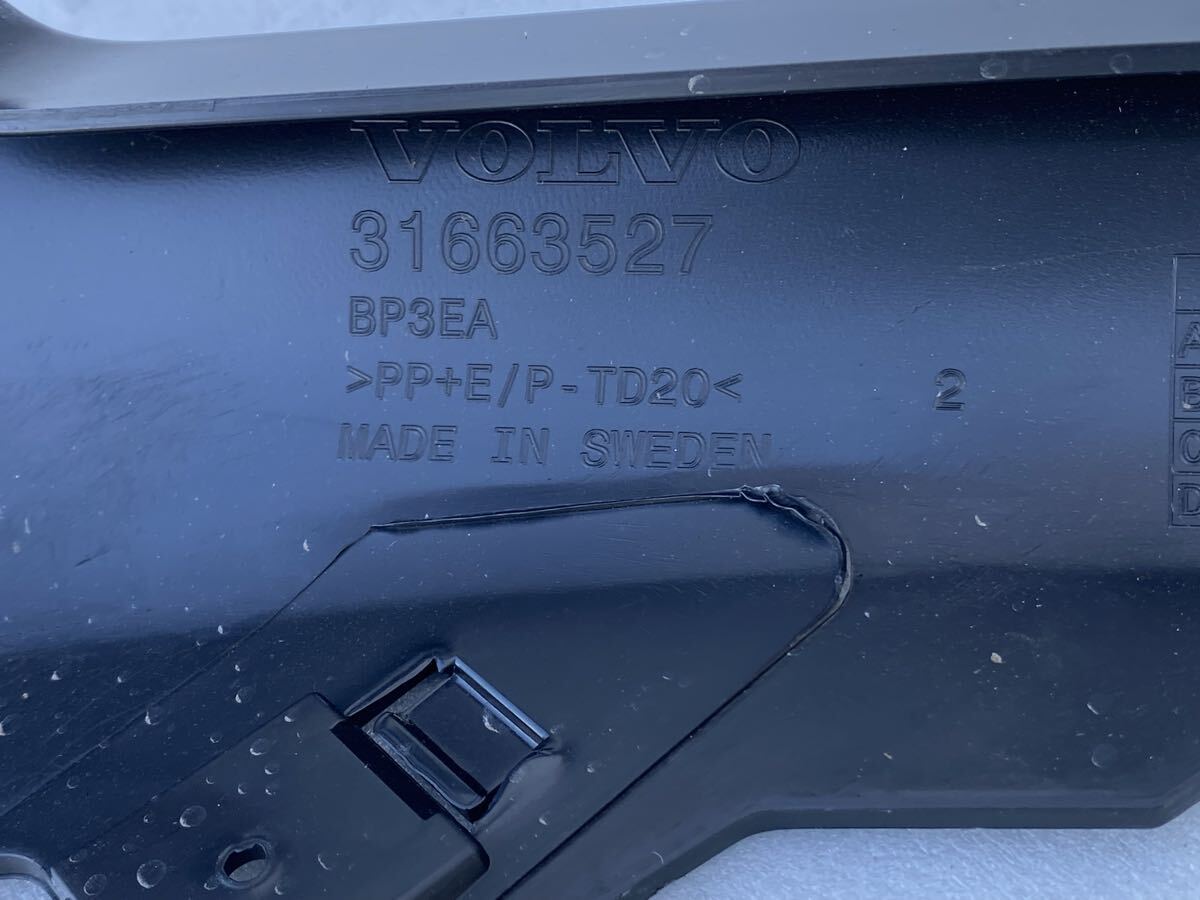 VOLVO
31663527
BP3EA
>PP+E/P-TD20<
2
MADE IN SWEDEN
A
B
C
D